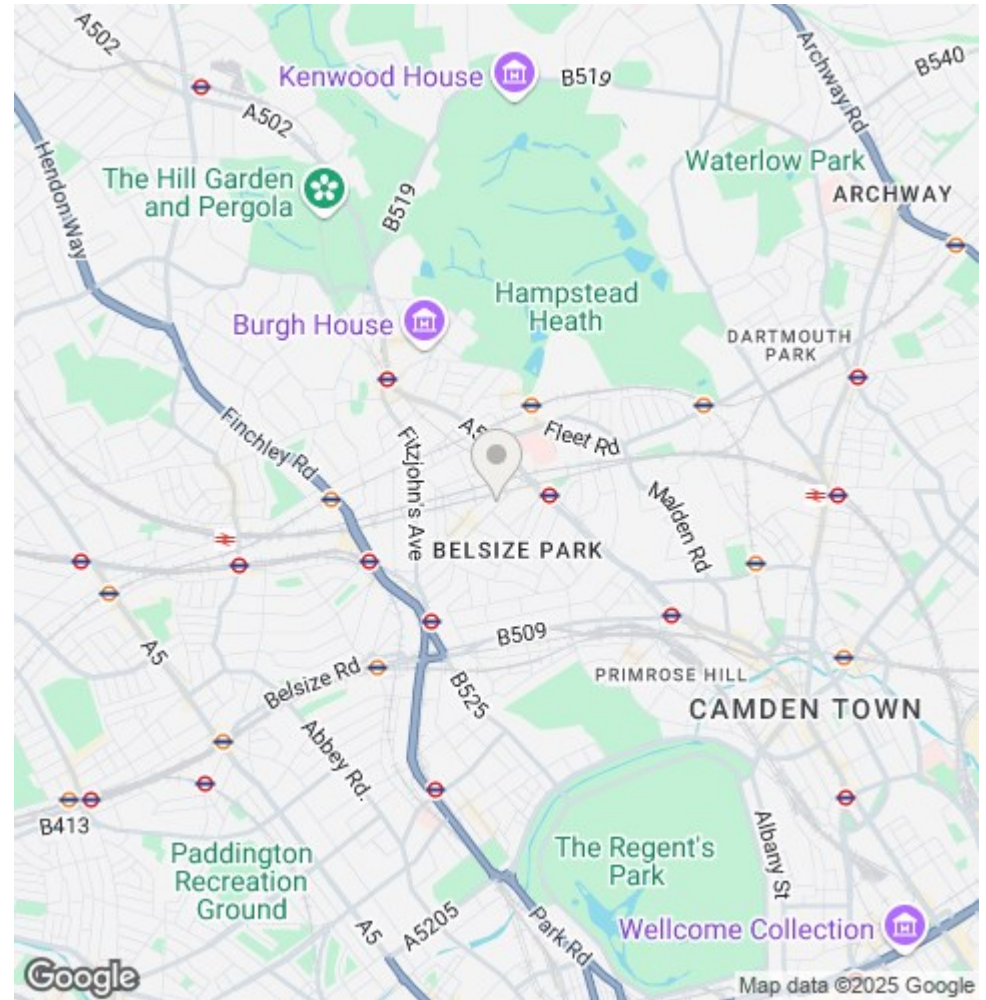 A502
Kenwood House
B519
B540
Archway Rd
A502
Hendon Way
The Hill Garden
and Pergola
B519
Waterlow Park
ARCHWAY
Hampstead
Heath
Burgh House
DARTMOUTH
PARK
Finchley Rd
Fitzjohn's Ave
Fleet Rd
Malden Rd
BELSIZE PARK
A5
B509
Belsize Rd
B525
PRIMROSE HILL
CAMDEN TOWN
Abbey Rd.
B413
Paddington
Recreation
Ground
The Regent's
Park
Albany St
A5
A5205
Park Rd
Wellcome Collection
Google
Map data ©2025 Google